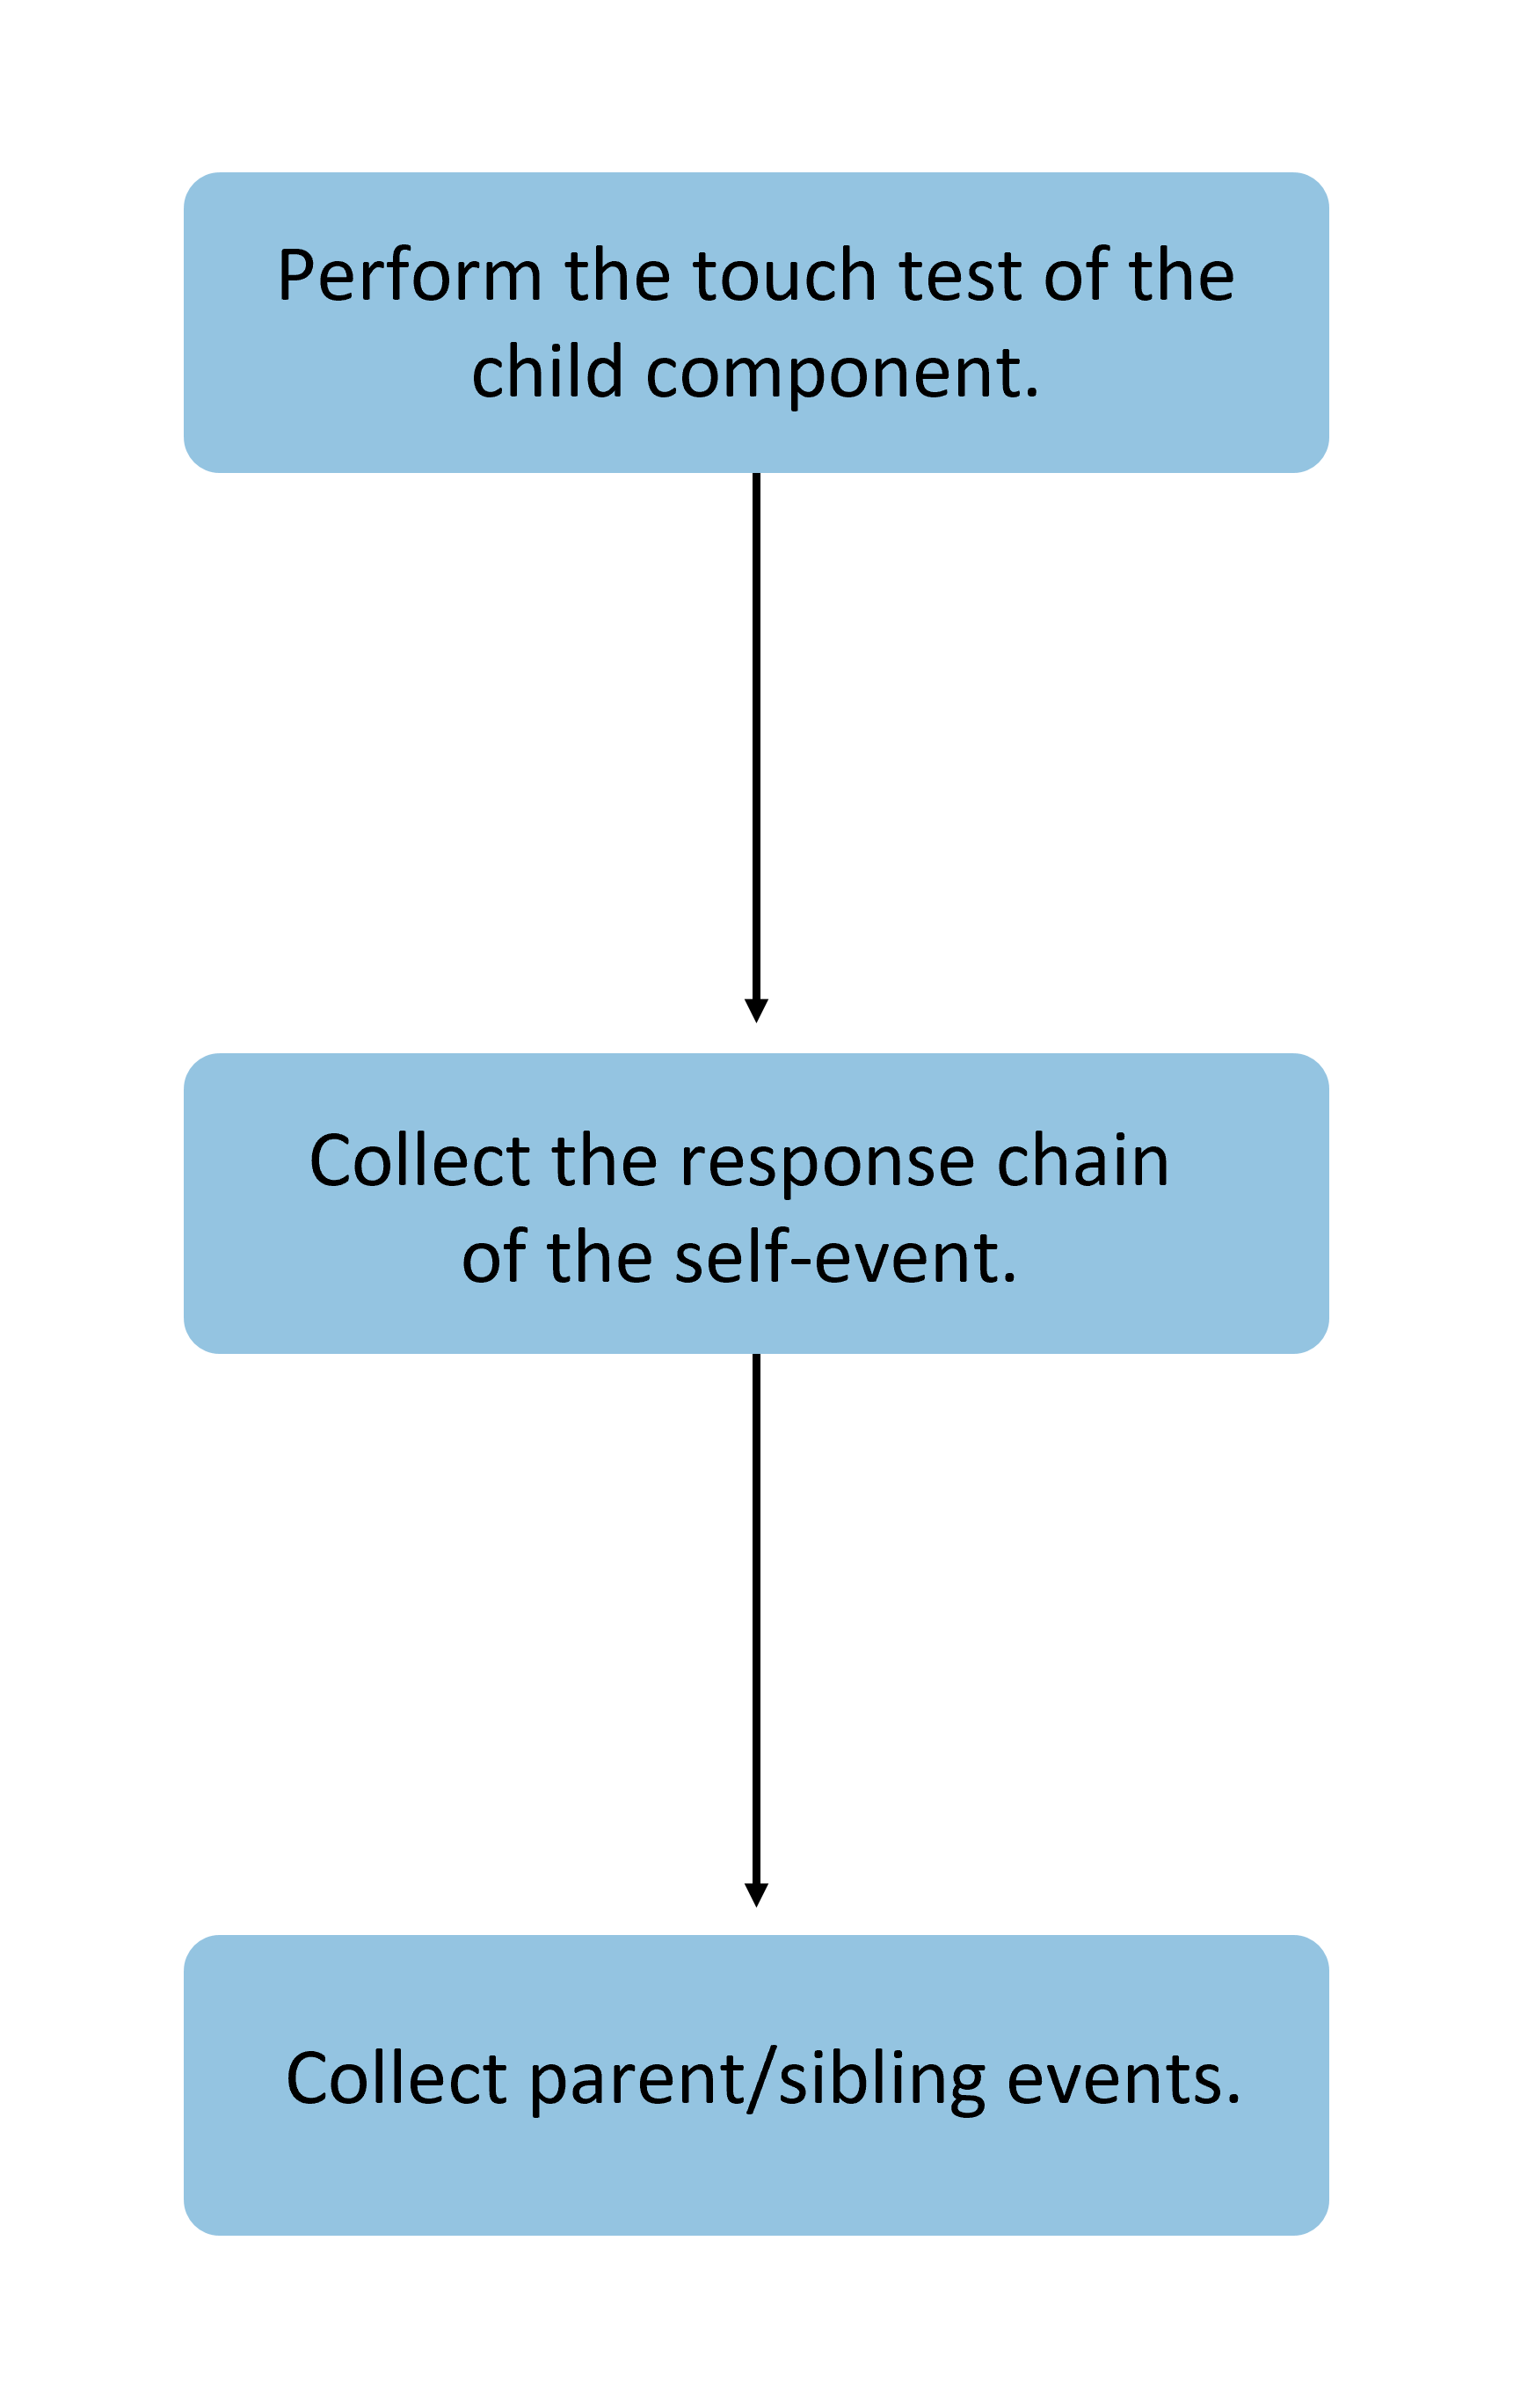 Perform the touch test of the
child component.
Collect the response chain
of the self-event.
Collect parent/sibling events.